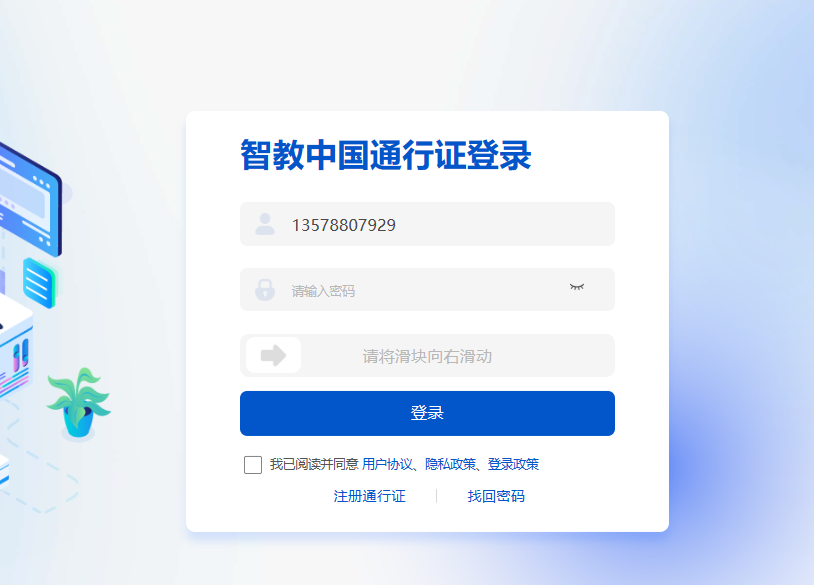 智教中国通行证登录
13578807929
请输入密码
请将滑块向右滑动
登录
我已阅读并同意 用户协议、隐私政策、登录政策
注册通行证 | 找回密码